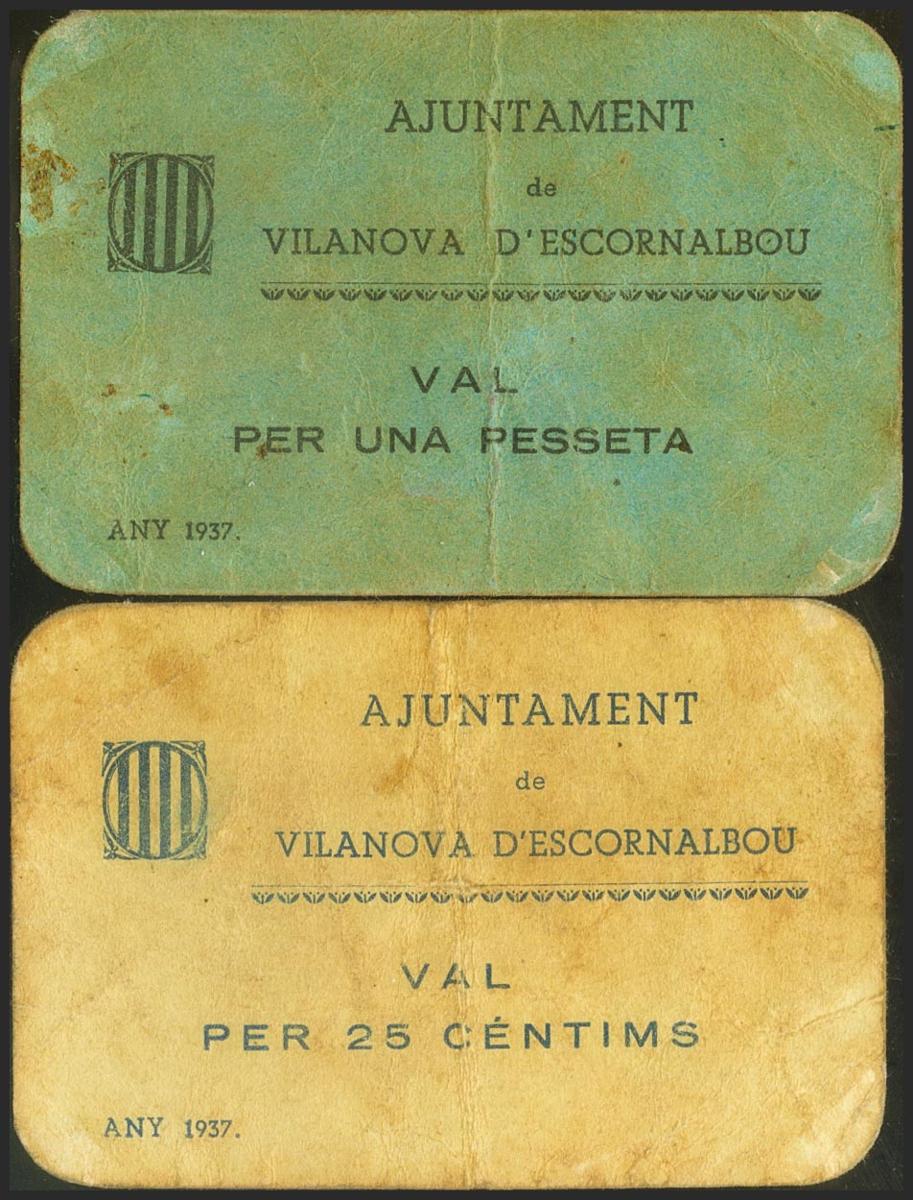 AJUNTAMENT
de
VILANOVA D'ESCORNALBOU
VAL
PER UNA PESSETA
ANY 1937.
AJUNTAMENT
de
VILANOVA D'ESCORNALBOU
VAL
PER 25 CÉNTIMS
ANY 1937.